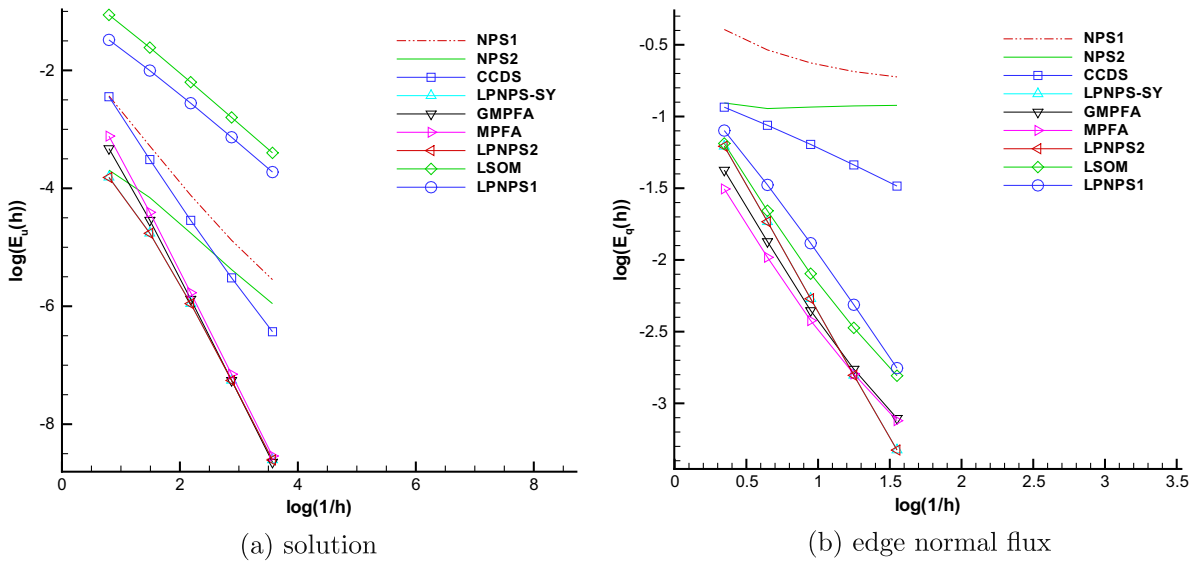 -2
-4
-6
-8
log(E_u(h))
0
2
4
6
8
log(1/h)
NPS1
NPS2
CCDS
LPNPS-SY
GMPFA
MPFA
LPNPS2
LSOM
LPNPS1
(a) solution
-0.5
-1
-1.5
-2
-2.5
-3
log(E_q(h))
0
0.5
1
1.5
2
2.5
3
3.5
log(1/h)
NPS1
NPS2
CCDS
LPNPS-SY
GMPFA
MPFA
LPNPS2
LSOM
LPNPS1
(b) edge normal flux